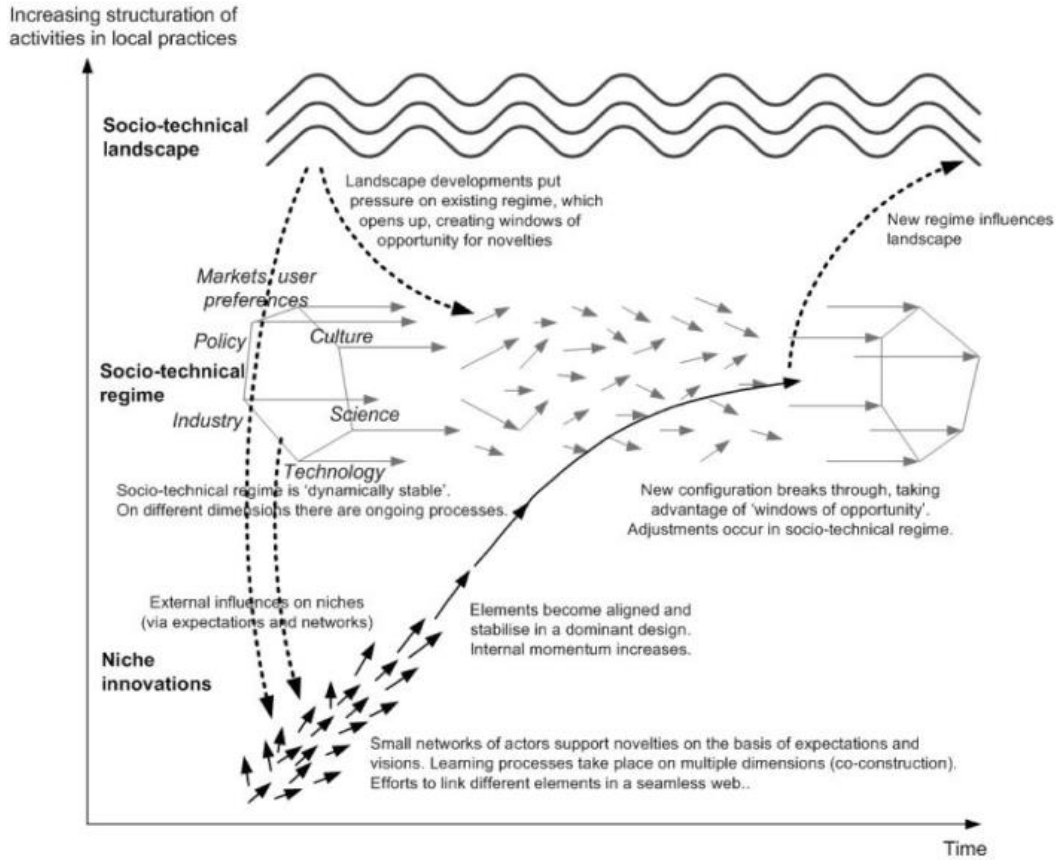 Increasing structuration of
activities in local practices
Socio-technical
landscape
Landscape developments put
pressure on existing regime, which
opens up, creating windows of
opportunity for novelties
New regime influences
landscape
Markets, user
preferences
Policy
Culture
Socio-technical
regime
Industry
Science
Technology
Socio-technical regime is ‘dynamically stable’.
On different dimensions there are ongoing processes.
New configuration breaks through, taking
advantage of ‘windows of opportunity’.
Adjustments occur in socio-technical regime.
External influences on niches
(via expectations and networks)
Elements become aligned and
stabilise in a dominant design.
Internal momentum increases.
Niche
innovations
Small networks of actors support novelties on the basis of expectations and
visions. Learning processes take place on multiple dimensions (co-construction).
Efforts to link different elements in a seamless web..
Time